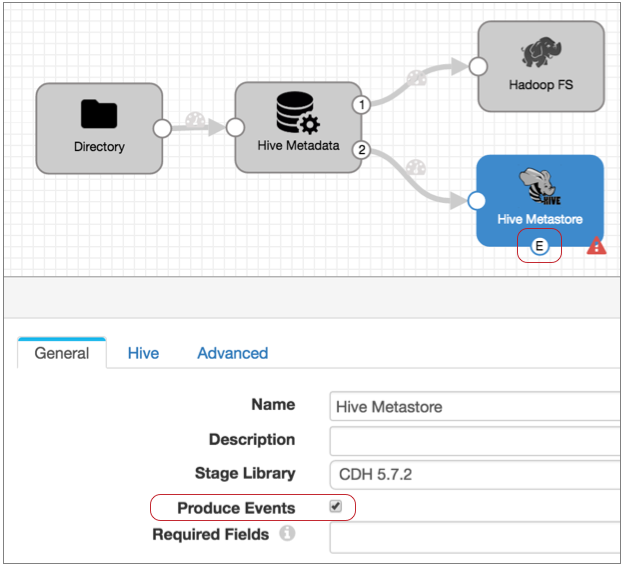 Hadoop FS
1
Directory
Hive Metadata
2
HIVE
Hive Metastore
E
General Hive Advanced
Name Hive Metastore
Description
Stage Library CDH 5.7.2
Produce Events
Required Fields